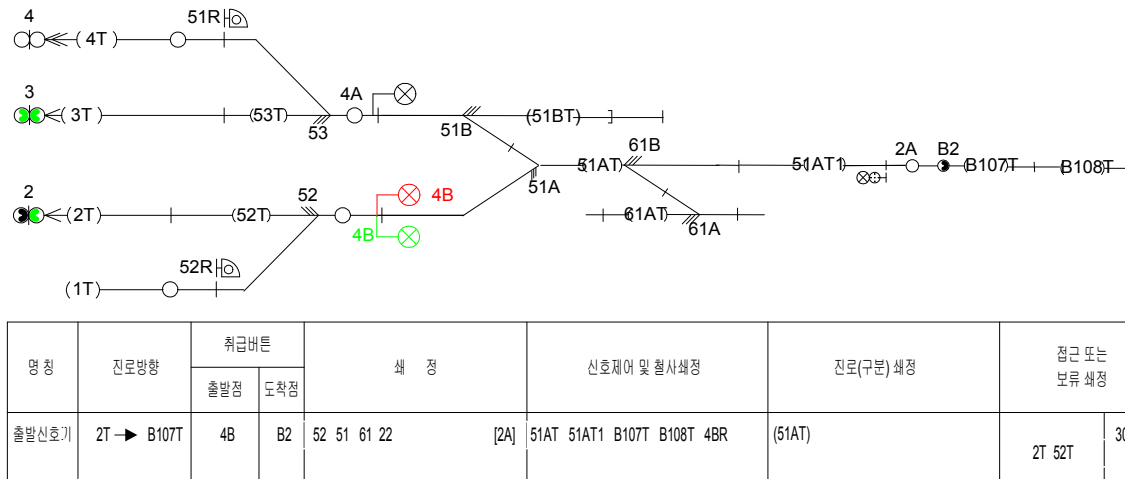 4
51R
(4T)
3
4A
(3T)
(53T)
53
51B
(51BT)
61B
2A
B2
(51AT)
51AT1
(B107T)
(B108T)
51A
2
52
4B
(2T)
(52T)
4B
(61AT)
61A
52R
(1T)
명 칭
진로방향
취급버튼
출발점
도착점
쇄 정
신호제어 및 철사쇄정
진로(구분) 쇄정
접근 또는
보류 쇄정
출발신호기
2T → B107T
4B
B2
52 51 61 22 [2A]
51AT 51AT1 B107T B108T 4BR
(51AT)
2T 52T
30